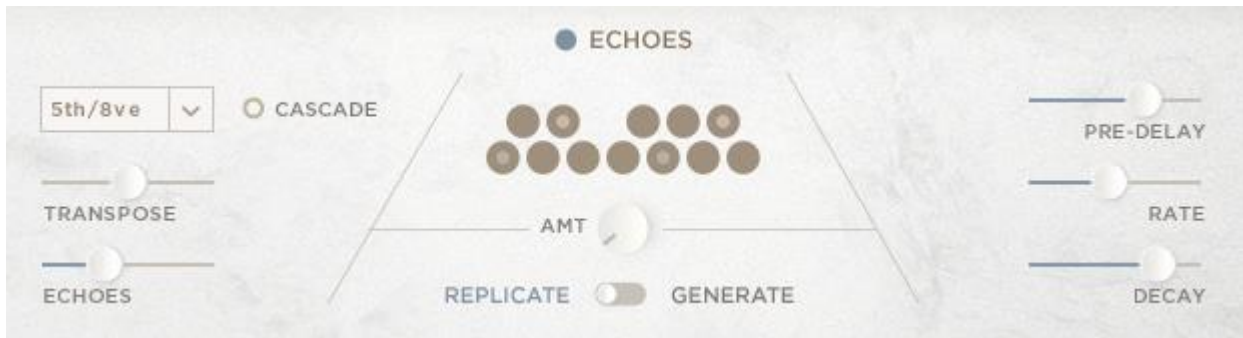 ECHOES
5th/8ve
CASCADE
TRANSPOSE
ECHOES
AMT
REPLICATE GENERATE
PRE-DELAY
RATE
DECAY